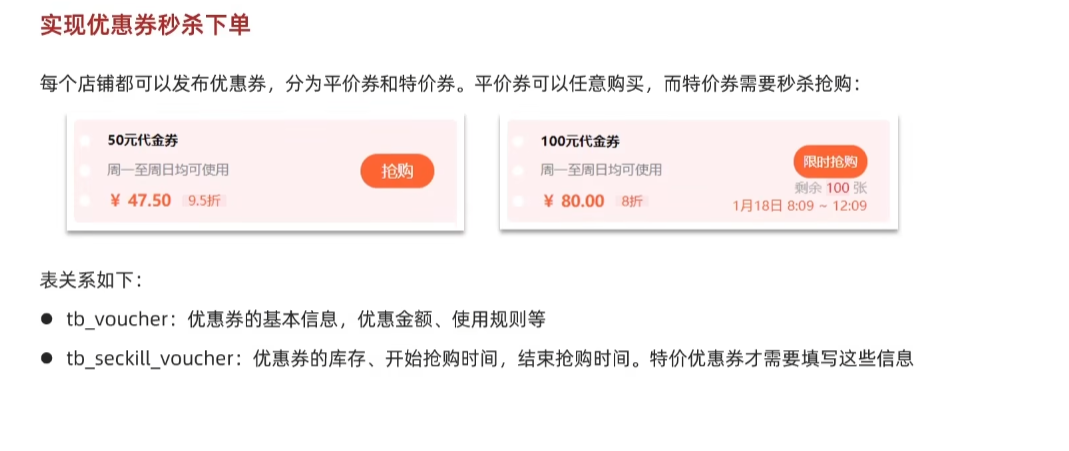 实现优惠券秒杀下单
每个店铺都可以发布优惠券，分为平价券和特价券。平价券可以任意购买，而特价券需要秒杀抢购：
50元代金券
周一至周日均可使用
抢购
¥ 47.50 9.5折
100元代金券
周一至周日均可使用
限时抢购
剩余 100 张
¥ 80.00 8折
1月18日 8:09 ~ 12:09
表关系如下：
● tb_voucher：优惠券的基本信息，优惠金额、使用规则等
● tb_seckill_voucher：优惠券的库存、开始抢购时间，结束抢购时间。特价优惠券才需要填写这些信息